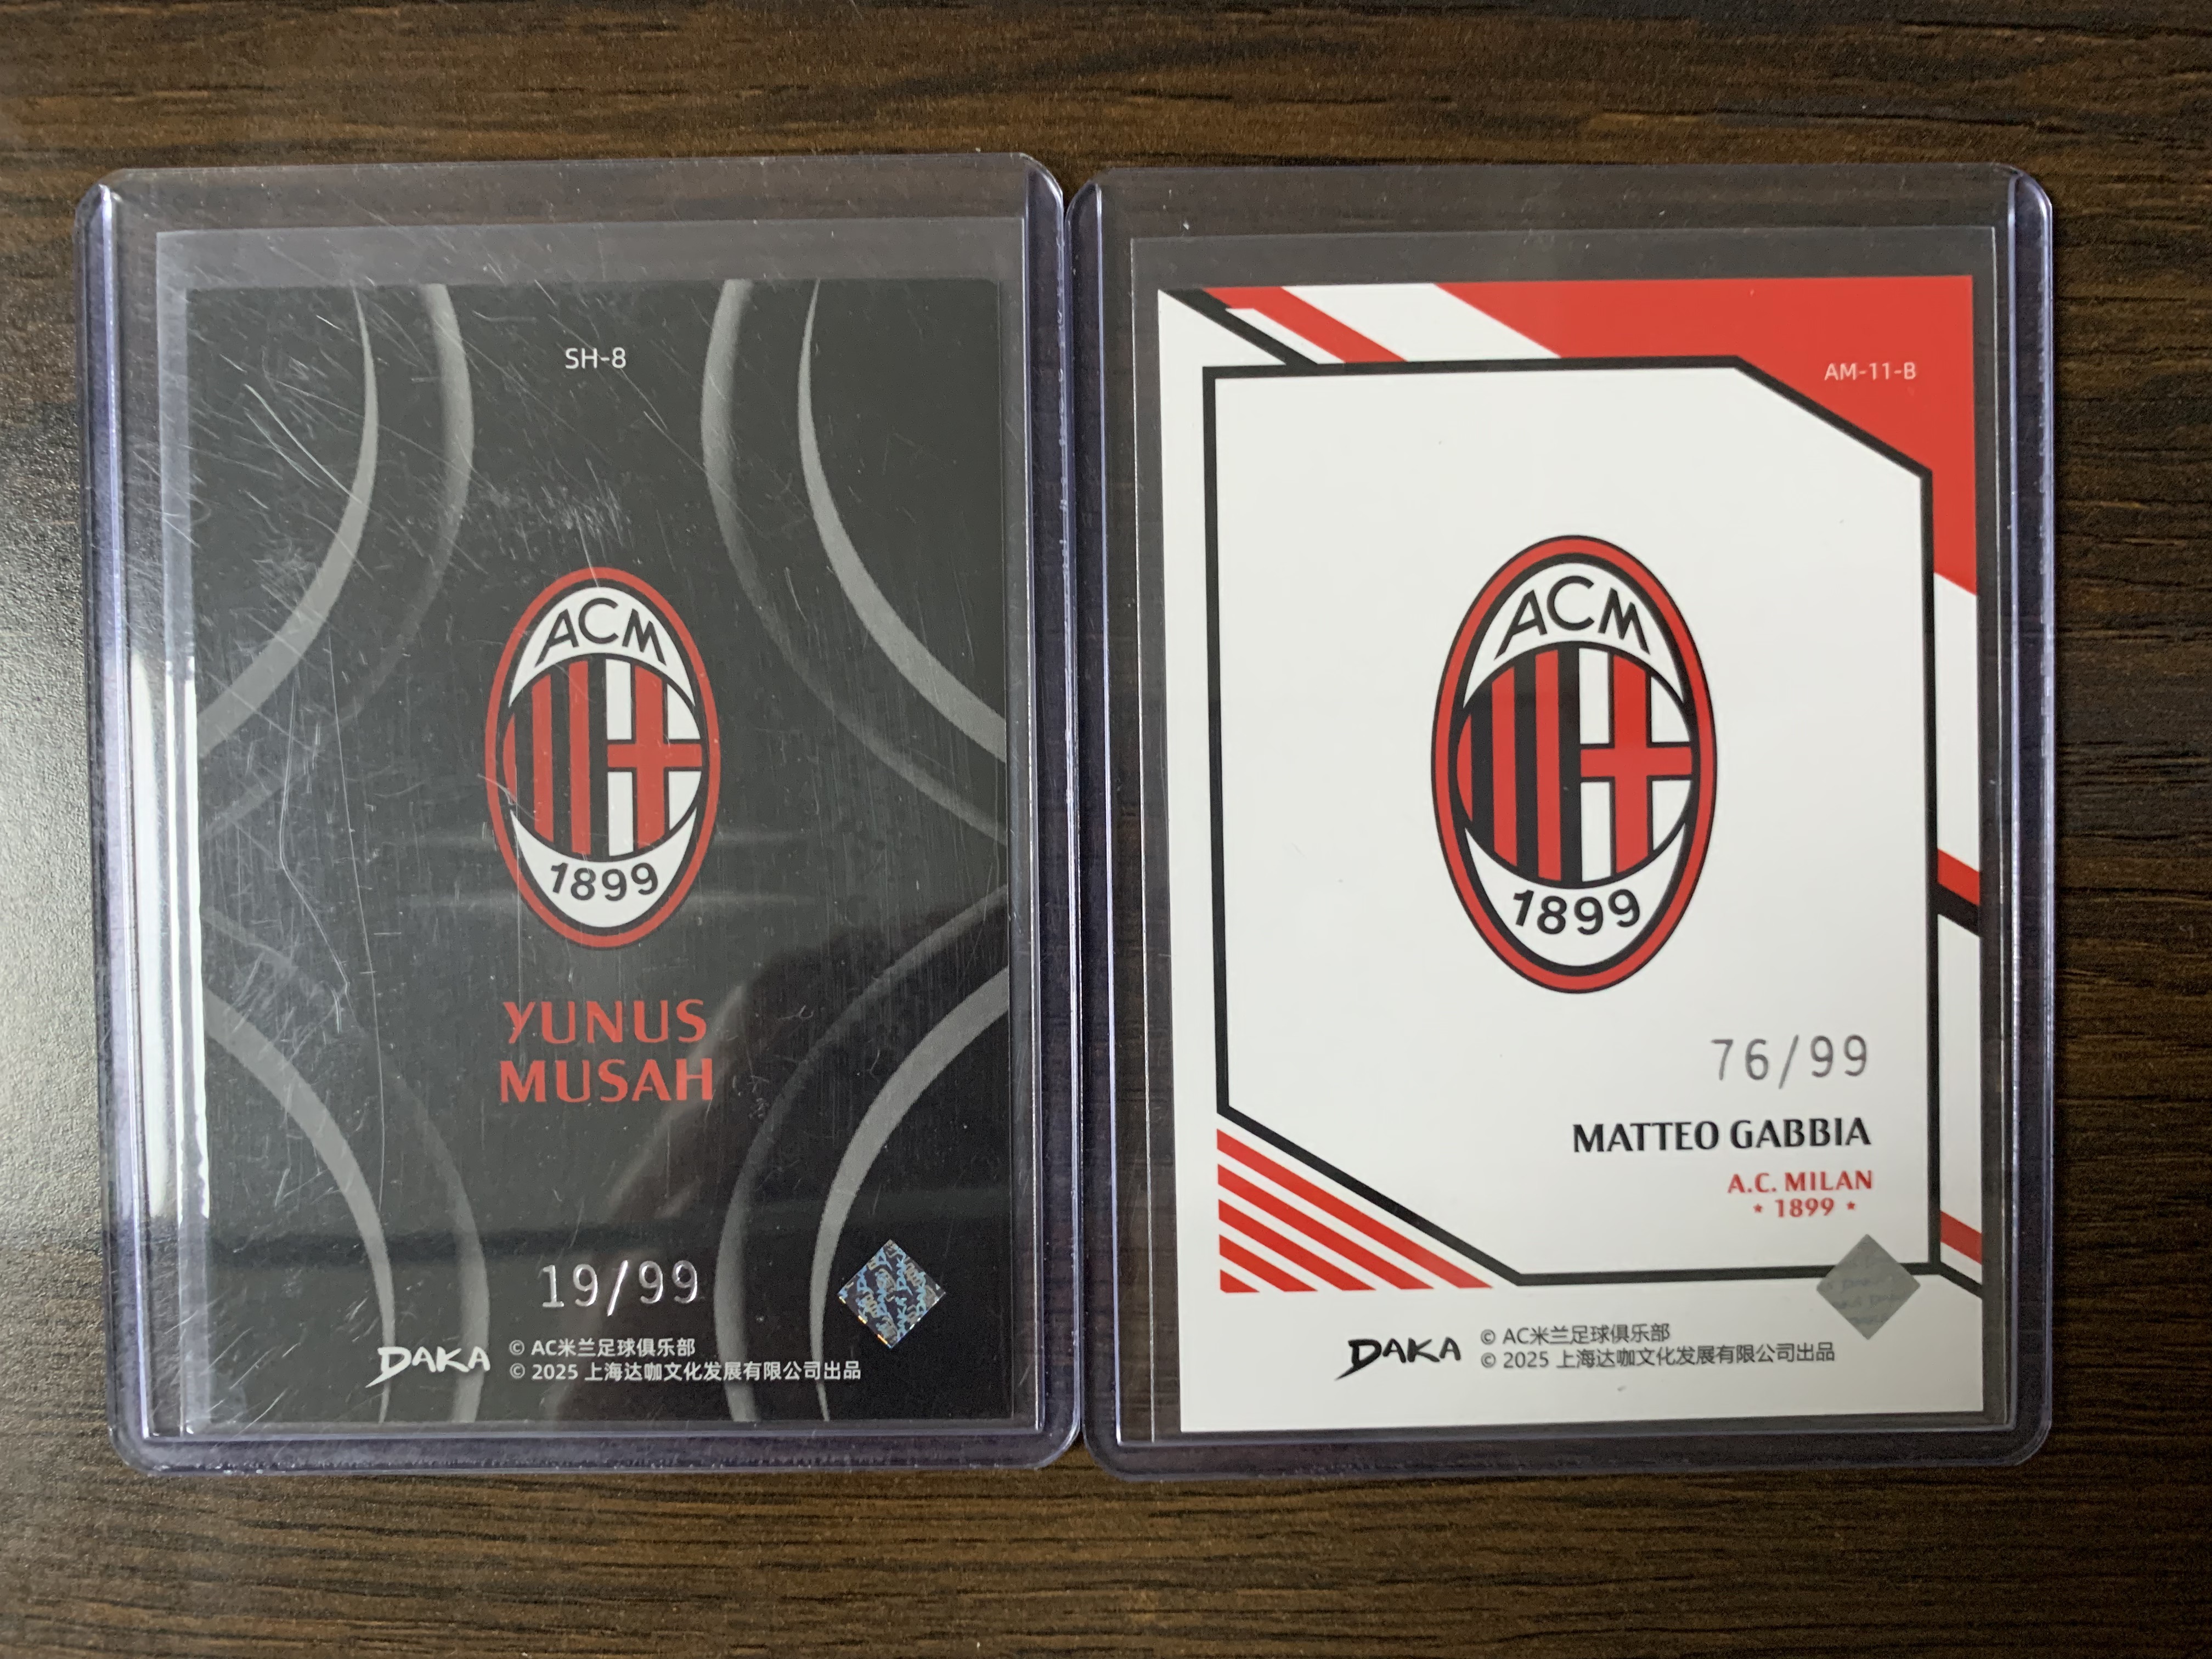 SH-8
ACM
1899
YUNUS
MUSAH
19/99
DAKA
© AC米兰足球俱乐部
© 2025 上海达咖文化发展有限公司出品
AM-11-B
ACM
1899
76/99
MATTEO GABBIA
A.C. MILAN
* 1899 *
DAKA
© AC米兰足球俱乐部
© 2025 上海达咖文化发展有限公司出品